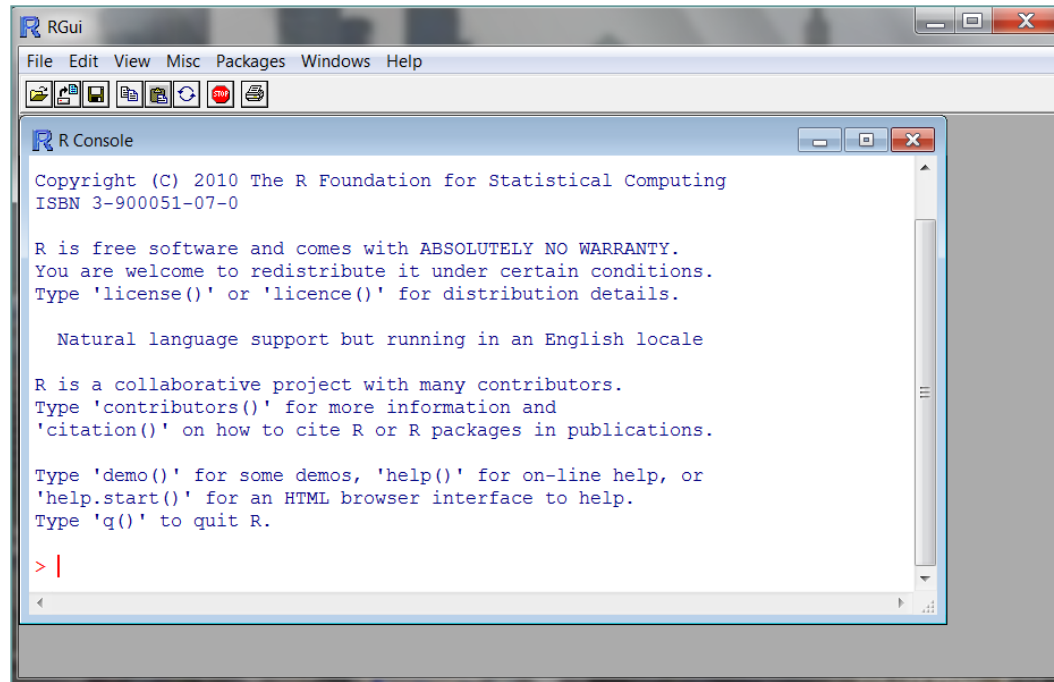 RGui
File Edit View Misc Packages Windows Help
STOP
R Console
Copyright (C) 2010 The R Foundation for Statistical Computing
ISBN 3-900051-07-0
R is free software and comes with ABSOLUTELY NO WARRANTY.
You are welcome to redistribute it under certain conditions.
Type 'license()' or 'licence()' for distribution details.
Natural language support but running in an English locale
R is a collaborative project with many contributors.
Type 'contributors()' for more information and
'citation()' on how to cite R or R packages in publications.
Type 'demo()' for some demos, 'help()' for on-line help, or
'help.start()' for an HTML browser interface to help.
Type 'q()' to quit R.
>